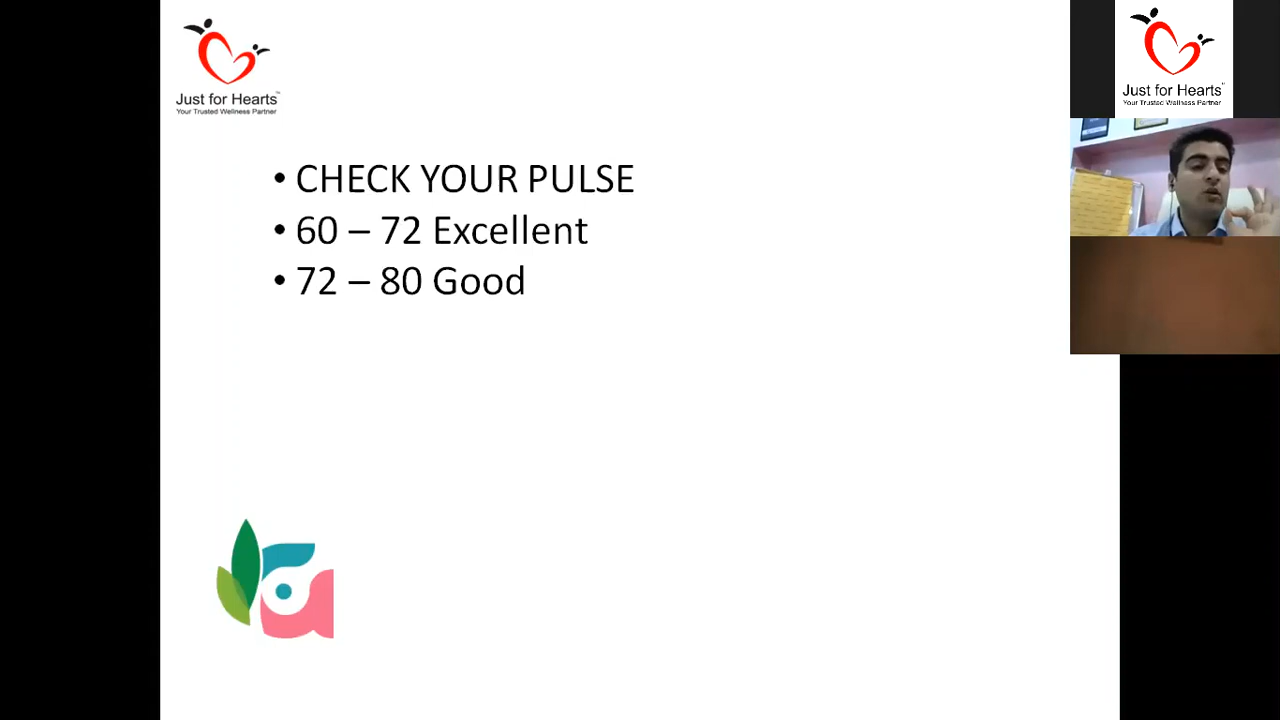 Just for Hearts
Your Trusted Wellness Partner
• CHECK YOUR PULSE
• 60 – 72 Excellent
• 72 – 80 Good
Just for Hearts
Your Trusted Wellness Partner